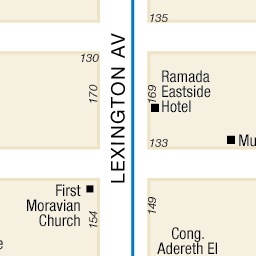 135
LEXINGTON AV
130
170
169
Ramada
Eastside
Hotel
133
Mu
First
Moravian
Church
154
149
Cong.
Adereth El
e